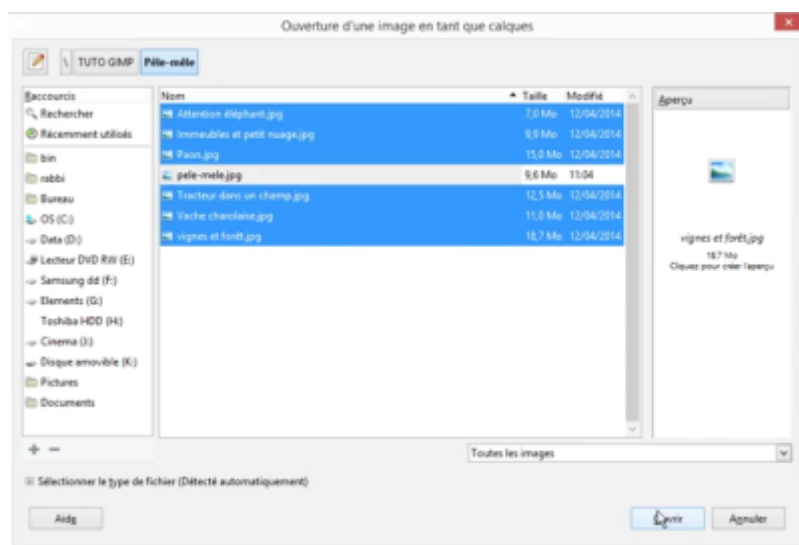 Ouverture d'une image en tant que calques
\ TUTO GIMP Pêle-mêle
Raccourcis
Rechercher
Récemment utilisés
bin
rabbi
Bureau
OS (C:)
Data (D:)
Lecteur DVD RW (E:)
Samsung dd (F:)
Elements (G:)
Toshiba HDD (H:)
Cinema (J:)
Disque amovible (K:)
Pictures
Documents
Nom Taille Modifié
Attention éléphant.jpg 7,0 Mo 12/04/2014
Immeubles et petit nuage.jpg 9,9 Mo 12/04/2014
Paon.jpg 15,0 Mo 12/04/2014
pele-mele.jpg 9,6 Mo 11:04
Tracteur dans un champ.jpg 12,5 Mo 12/04/2014
Vache charolaise.jpg 11,0 Mo 12/04/2014
vignes et forêt.jpg 18,7 Mo 12/04/2014
Aperçu
vignes et forêt.jpg
18,7 Mo
Cliquez pour créer l'aperçu
+ −
Toutes les images
Sélectionner le type de fichier (Détecté automatiquement)
Aide
Ouvrir
Annuler